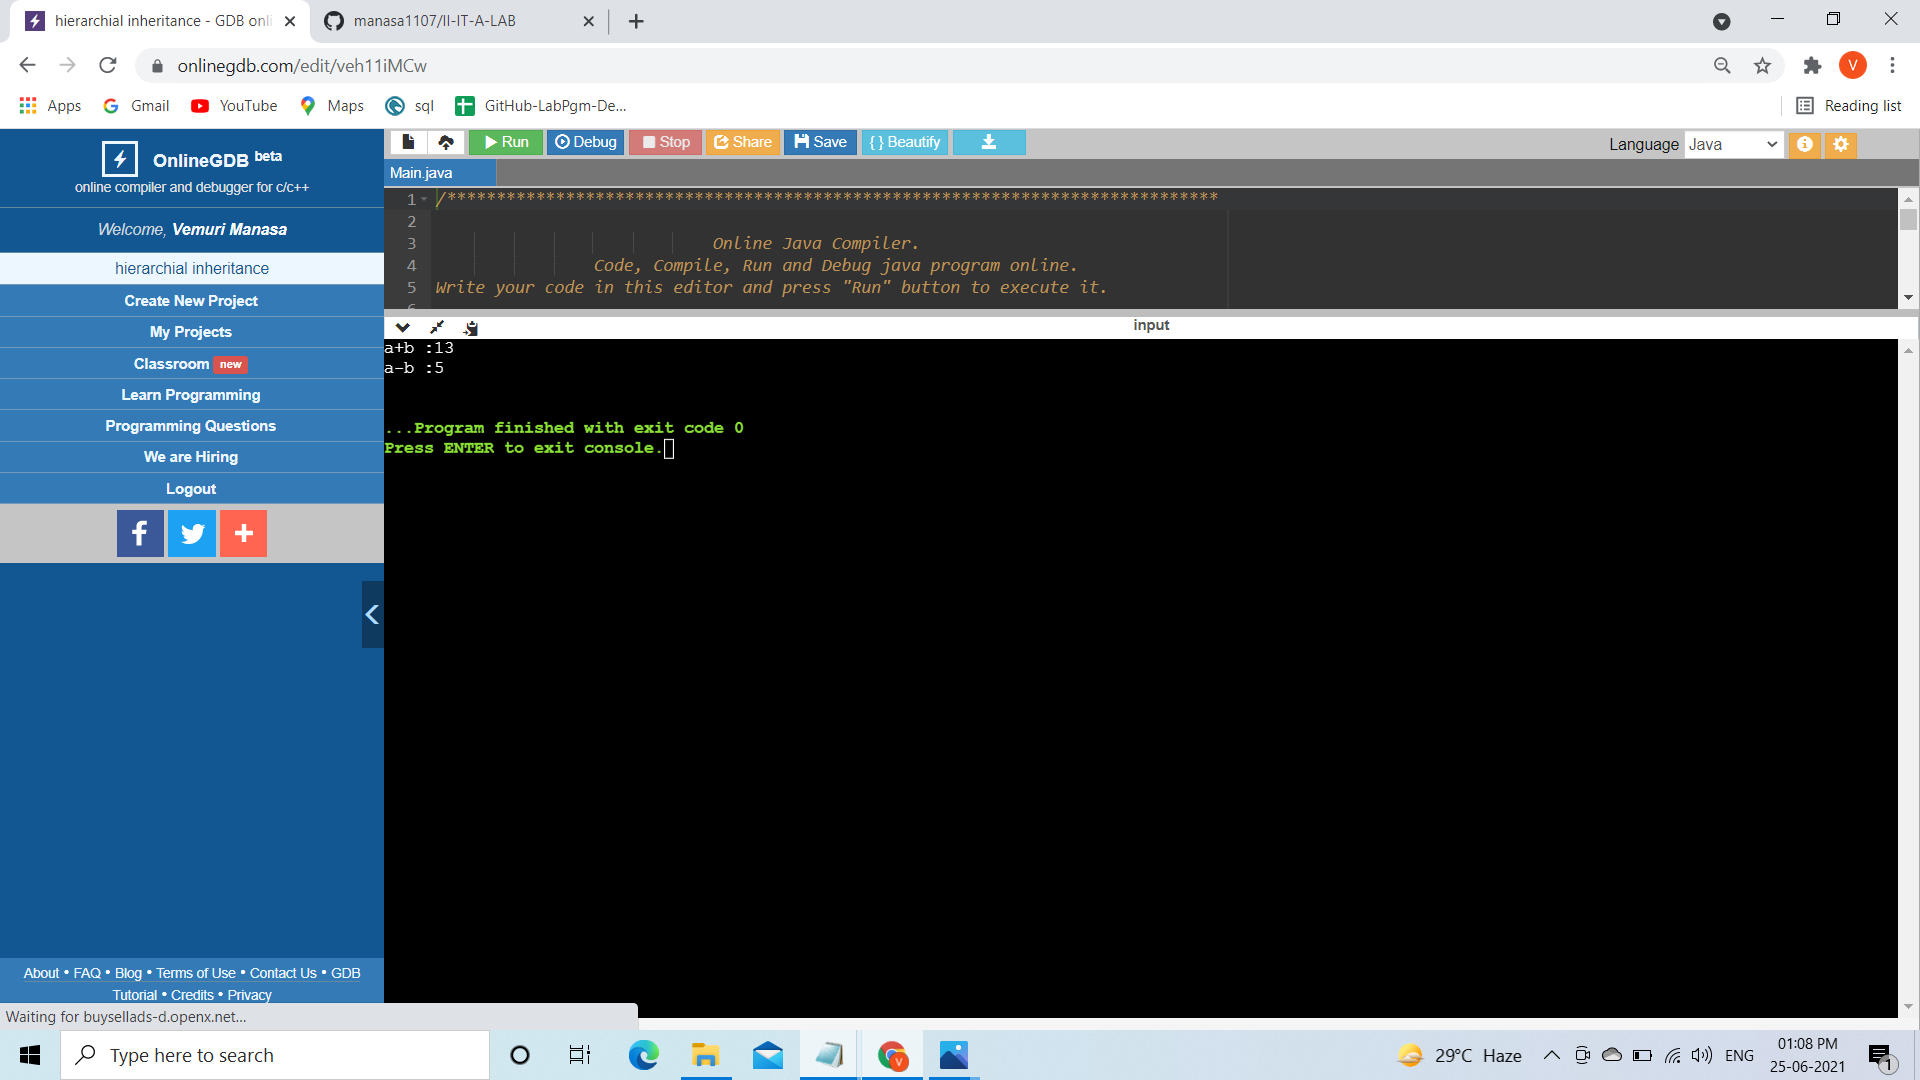 hierarchial inheritance - GDB onli
manasa1107/II-IT-A-LAB
onlinegdb.com/edit/veh11iMCw
V
Apps
Gmail
YouTube
Maps
sql
GitHub-LabPgm-De...
Reading list
OnlineGDB beta
online compiler and debugger for c/c++
Welcome, Vemuri Manasa
hierarchial inheritance
Create New Project
My Projects
Classroom new
Learn Programming
Programming Questions
We are Hiring
Logout
About • FAQ • Blog • Terms of Use • Contact Us • GDB
Tutorial • Credits • Privacy
Waiting for buysellads-d.openx.net...
Run
Debug
Stop
Share
Save
{ } Beautify
Language Java
Main.java
1 /******************************************************************************
2
3 Online Java Compiler.
4 Code, Compile, Run and Debug java program online.
5 Write your code in this editor and press "Run" button to execute it.
input
a+b :13
a-b :5
...Program finished with exit code 0
Press ENTER to exit console.
Type here to search
29°C Haze
ENG
01:08 PM
25-06-2021
1